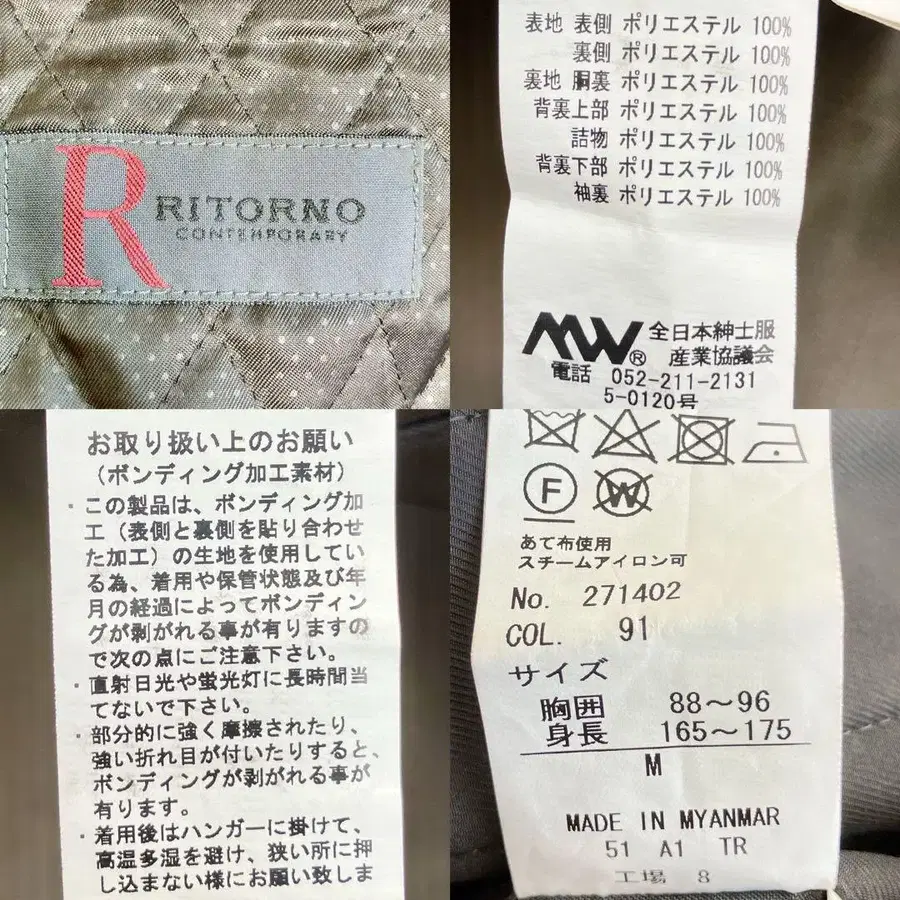 R RITORNO
CONTEMPORARY
表地 表側 ポリエステル 100%
裏側 ポリエステル 100%
裏地 胴裏 ポリエステル 100%
背裏上部 ポリエステル 100%
詰物 ポリエステル 100%
背裏下部 ポリエステル 100%
袖裏 ポリエステル 100%
MW® 全日本紳士服
産業協議会
電話 052-211-2131
5-0120号
お取り扱い上のお願い
(ボンディング加工素材)
・この製品は、ボンディング加
工(表側と裏側を貼り合わせ
た加工)の生地を使用してい
る為、着用や保管状態及び年
月の経過によってボンディン
グが剥がれる事が有りますの
で次の点にご注意下さい。
・直射日光や蛍光灯に長時間当
てないで下さい。
・部分的に強く摩擦されたり、
強い折れ目が付いたりすると、
ボンディングが剥がれる事が
有ります。
・着用後はハンガーに掛けて、
高温多湿を避け、狭い所に押
し込まない様にお願い致しま
F W
あて布使用
スチームアイロン可
No. 271402
COL. 91
サイズ
胸囲 88～96
身長 165～175
M
MADE IN MYANMAR
51 A1 TR
工場 8